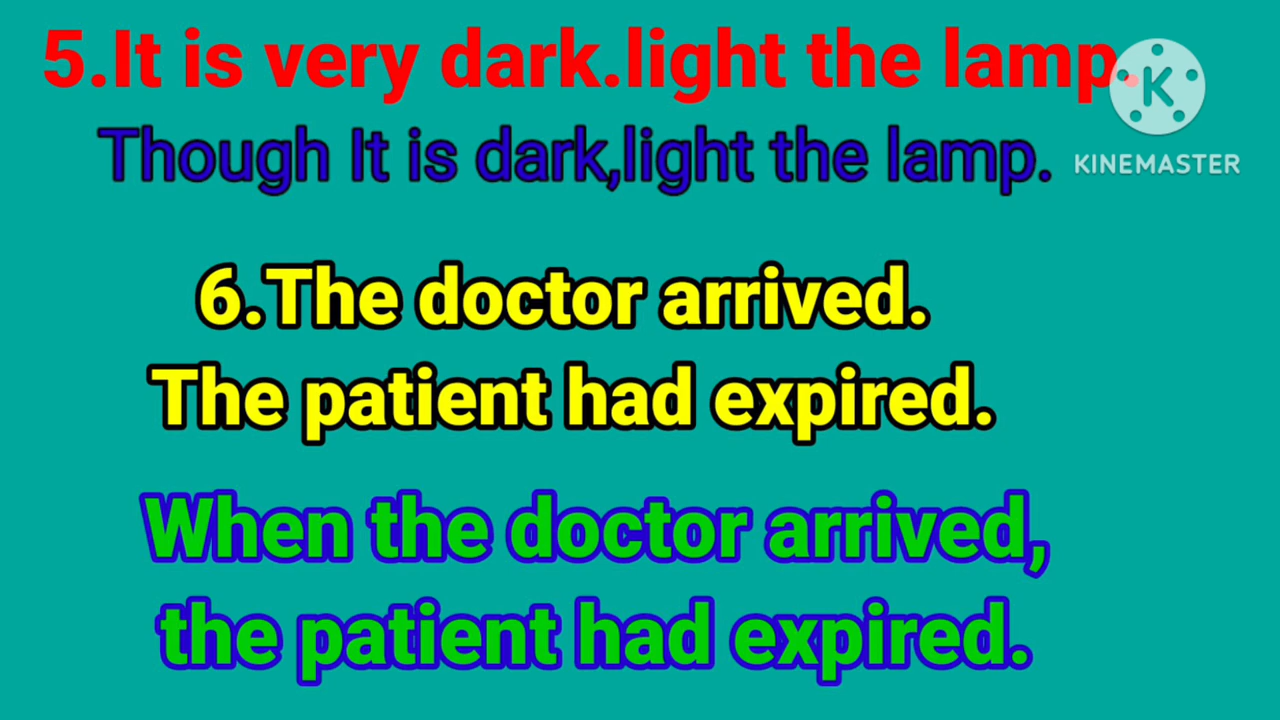 5.It is very dark.light the lamp.
Though It is dark,light the lamp.
K
KINEMASTER
6.The doctor arrived.
The patient had expired.
When the doctor arrived,
the patient had expired.